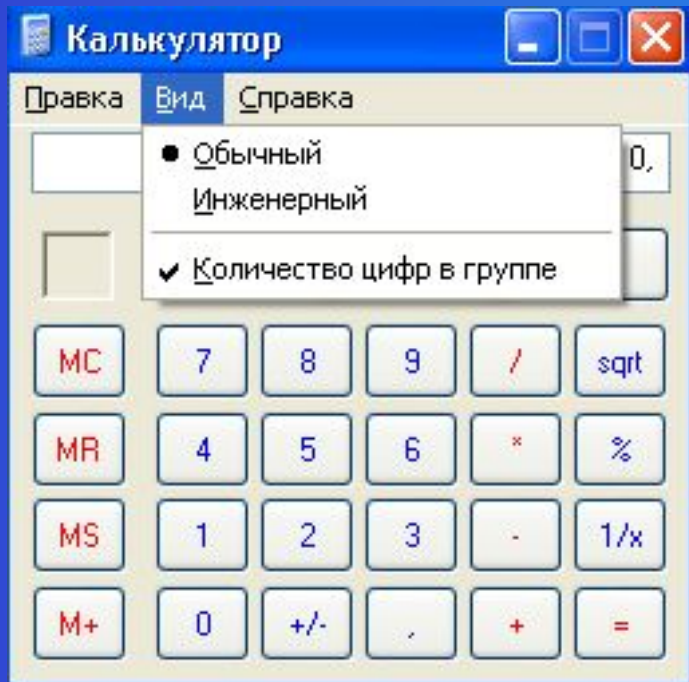 Калькулятор
Правка Вид Справка
Обычный 0,
Инженерный
Количество цифр в группе
MC 7 8 9 / sqrt
MR 4 5 6 * %
MS 1 2 3 - 1/x
M+ 0 +/- , + =